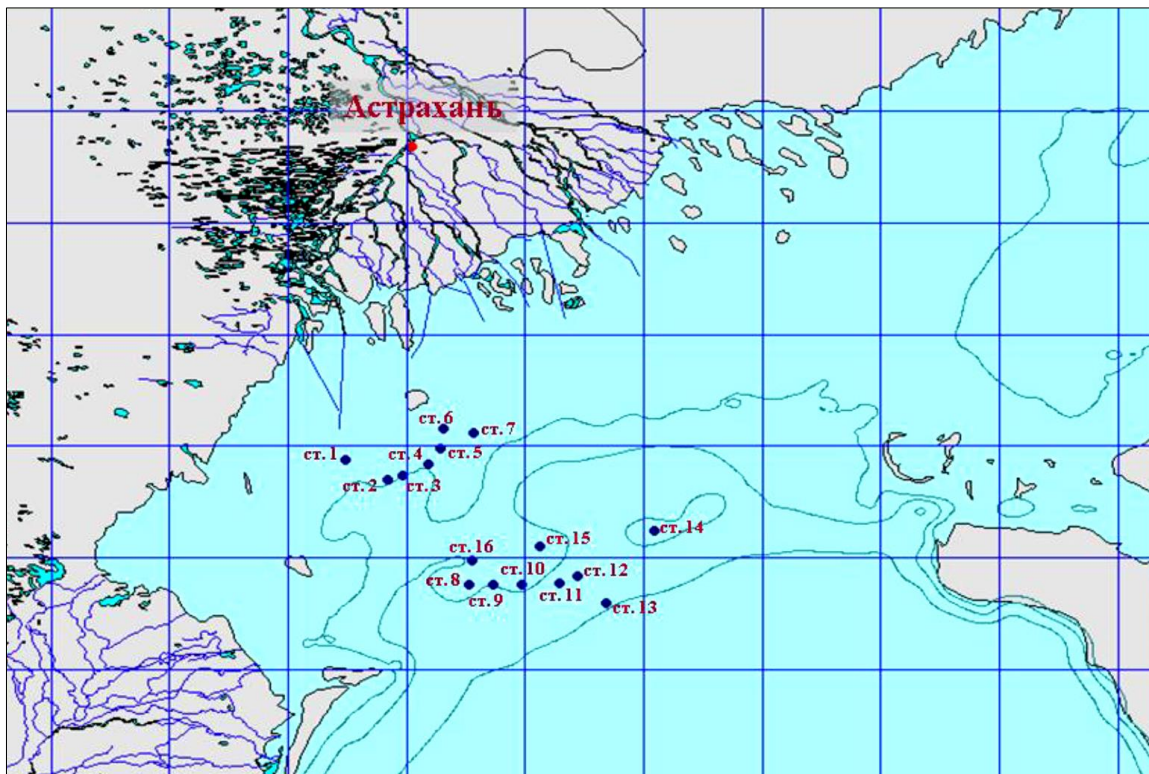 Астрахань
ст. 6
ст. 7
ст. 4
ст. 5
ст. 1
ст. 2
ст. 3
ст. 14
ст. 15
ст. 16
ст. 10
ст. 12
ст. 8
ст. 9
ст. 11
ст. 13